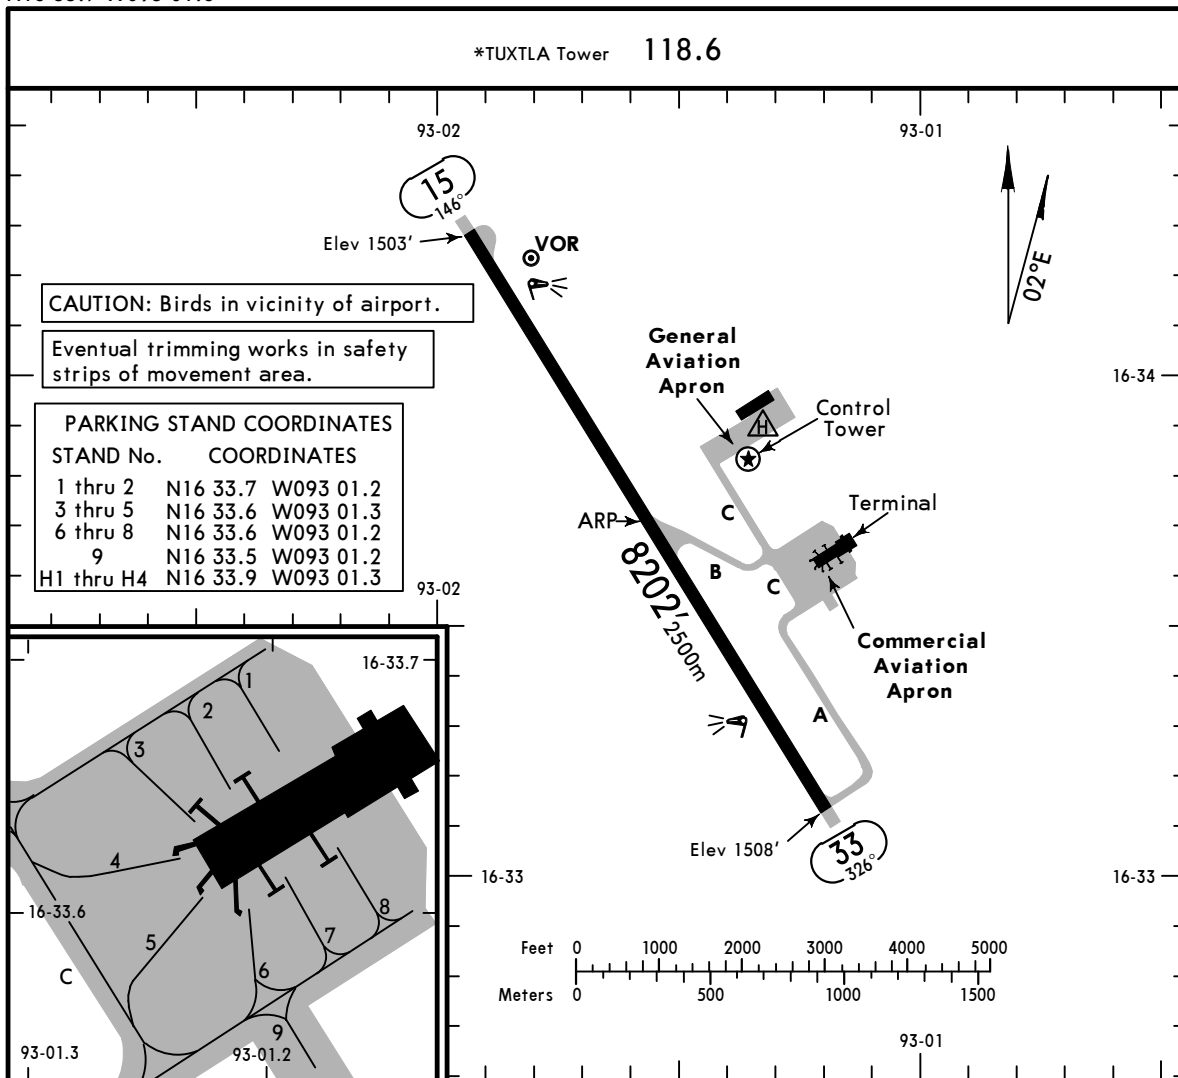 *TUXTLA Tower 118.6
93-02
93-01
15
146°
Elev 1503'
VOR
02°E
CAUTION: Birds in vicinity of airport.
Eventual trimming works in safety
strips of movement area.
General
Aviation
Apron
16-34
H
Control
Tower
PARKING STAND COORDINATES
STAND No. COORDINATES
1 thru 2 N16 33.7 W093 01.2
3 thru 5 N16 33.6 W093 01.3
6 thru 8 N16 33.6 W093 01.2
9 N16 33.5 W093 01.2
H1 thru H4 N16 33.9 W093 01.3
ARP
C
Terminal
8202'
2500m
B
C
93-02
Commercial
Aviation
Apron
A
Elev 1508'
33
326°
16-33
16-33
Feet 0 1000 2000 3000 4000 5000
Meters 0 500 1000 1500
93-01
16-33.7
1
2
3
4
16-33.6
5
6
7
8
C
9
93-01.3
93-01.2